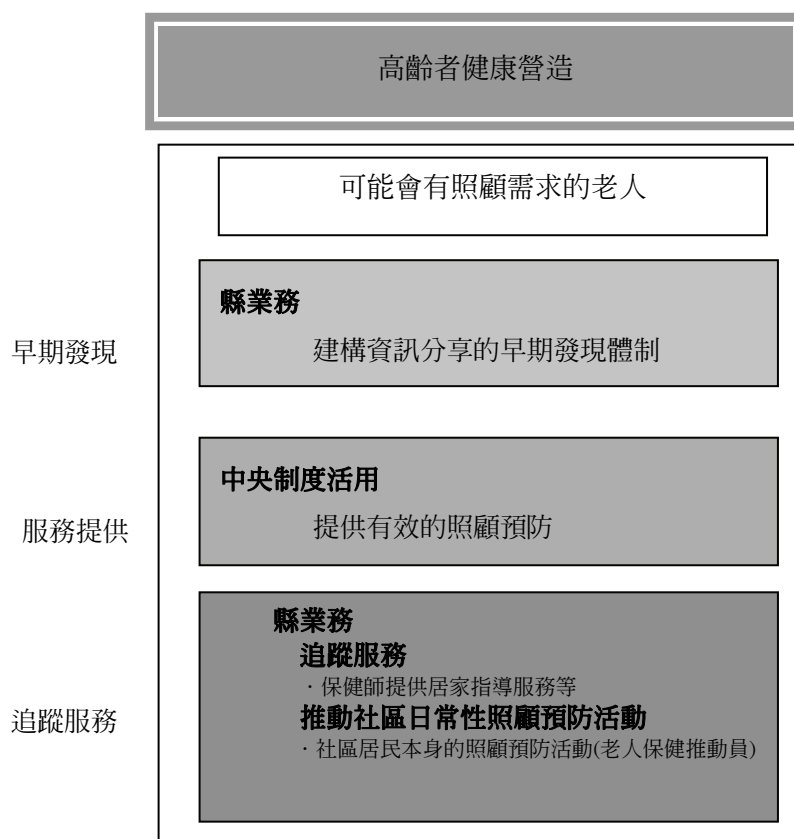 高齡者健康營造
可能會有照顧需求的老人
縣業務
早期發現
建構資訊分享的早期發現體制
中央制度活用
服務提供
提供有效的照顧預防
縣業務
追蹤服務
．保健師提供居家指導服務等
追蹤服務
推動社區日常性照顧預防活動
．社區居民本身的照顧預防活動(老人保健推動員)